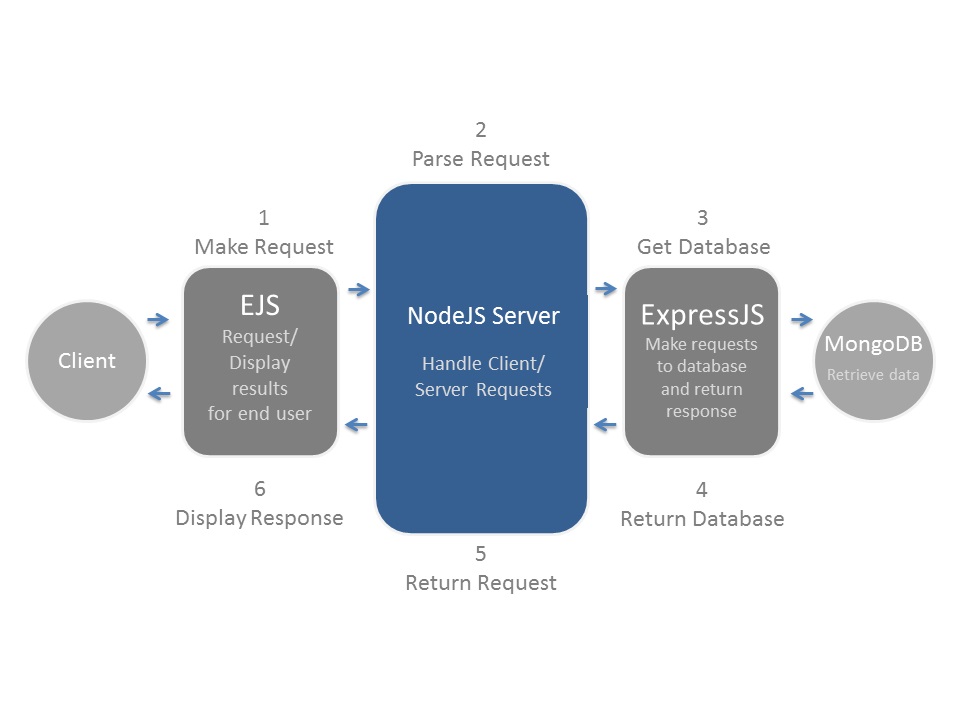 2
Parse Request
1
Make Request
3
Get Database
Client
EJS
Request/
Display
results
for end user
NodeJS Server
Handle Client/
Server Requests
ExpressJS
Make requests
to database
and return
response
MongoDB
Retrieve data
6
Display Response
4
Return Database
5
Return Request